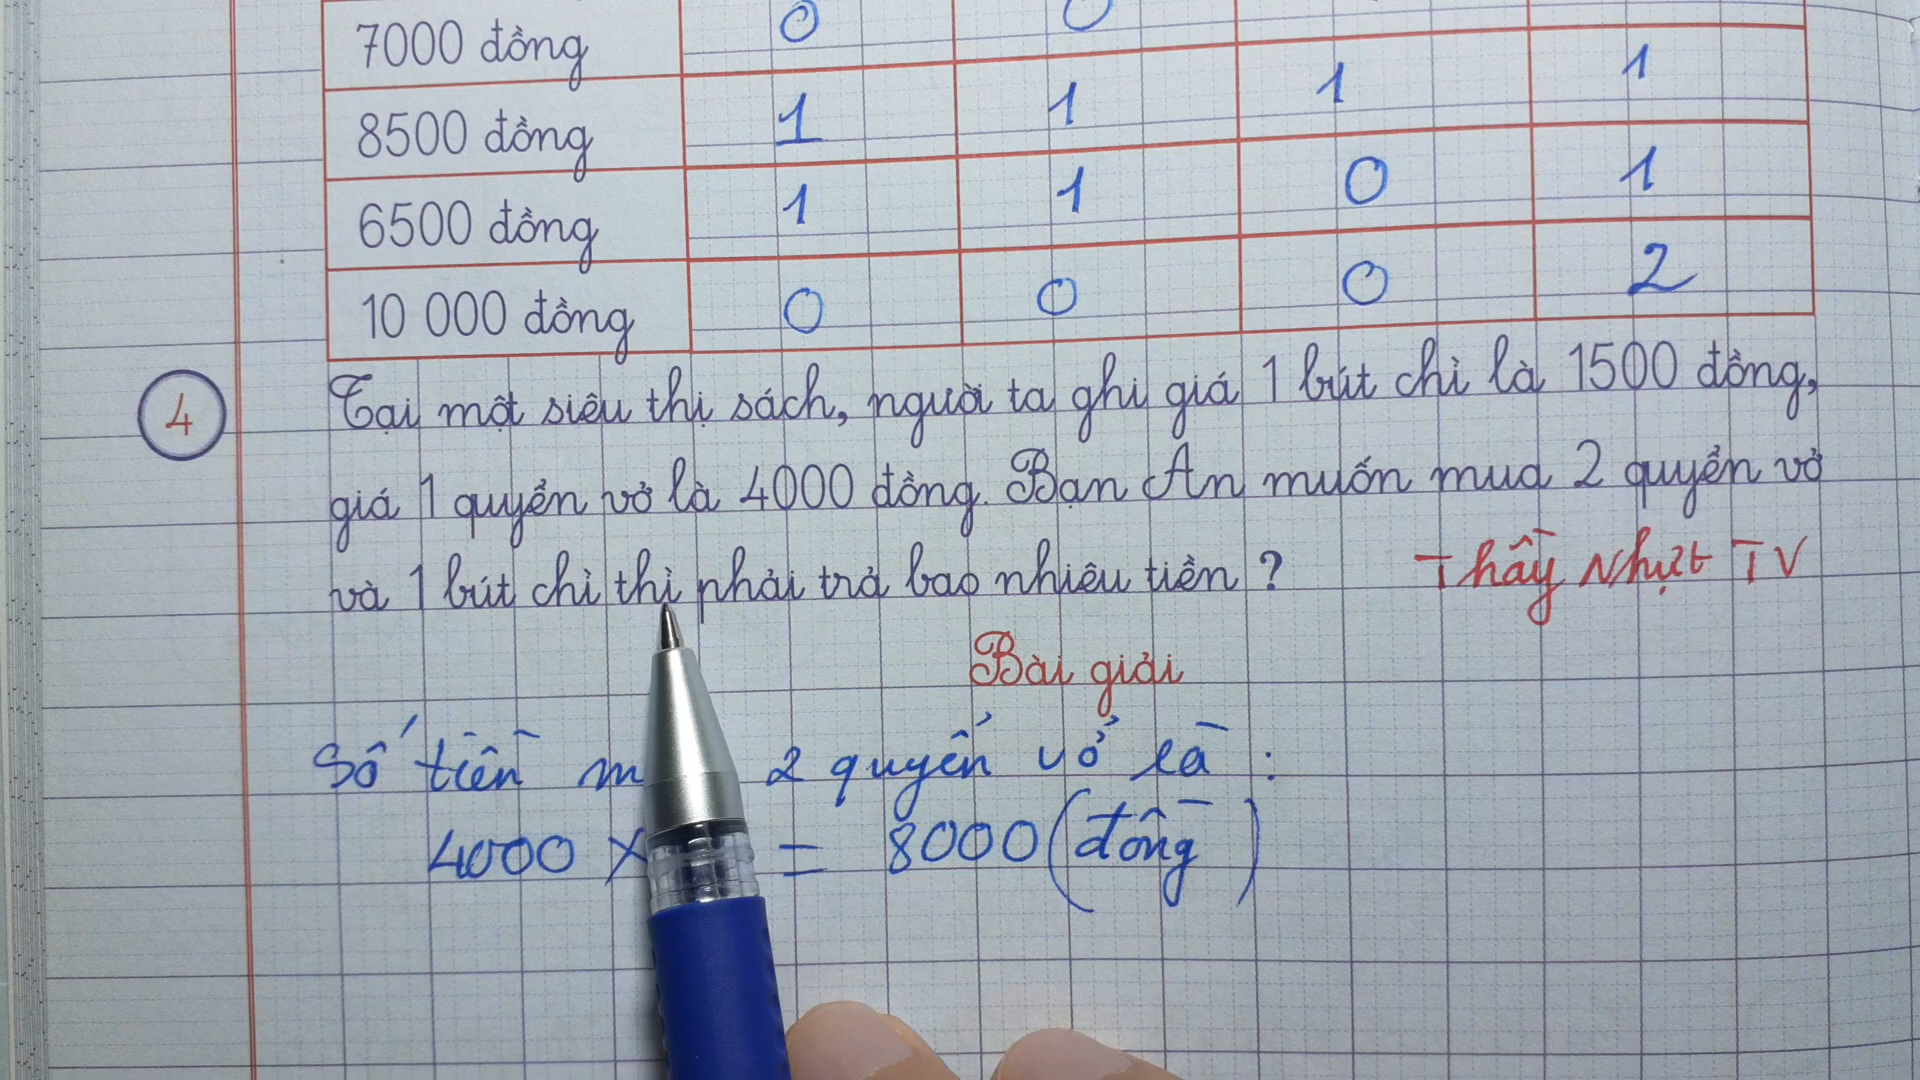 7000 đồng 0 0
8500 đồng 1 1 1 1
6500 đồng 1 1 0 1
10 000 đồng 0 0 0 2
4 Tại một siêu thị sách, người ta ghi giá 1 bút chì là 1500 đồng,
giá 1 quyển vở là 4000 đồng. Bạn An muốn mua 2 quyển vở
và 1 bút chì thì phải trả bao nhiêu tiền ? Thầy Nhựt TV
Bài giải
Số tiền 2 quyển vở là :
4000 x = 8000 (đồng)